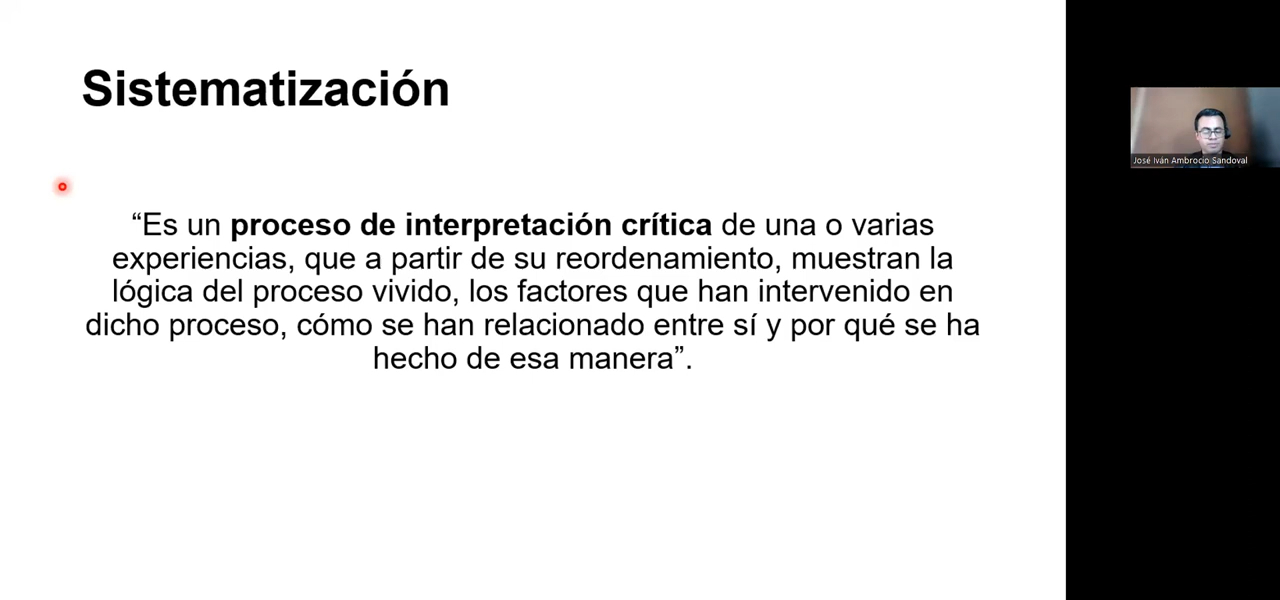 Sistematización
“Es un proceso de interpretación crítica de una o varias
experiencias, que a partir de su reordenamiento, muestran la
lógica del proceso vivido, los factores que han intervenido en
dicho proceso, cómo se han relacionado entre sí y por qué se ha
hecho de esa manera”.
José Iván Ambrocio Sandoval